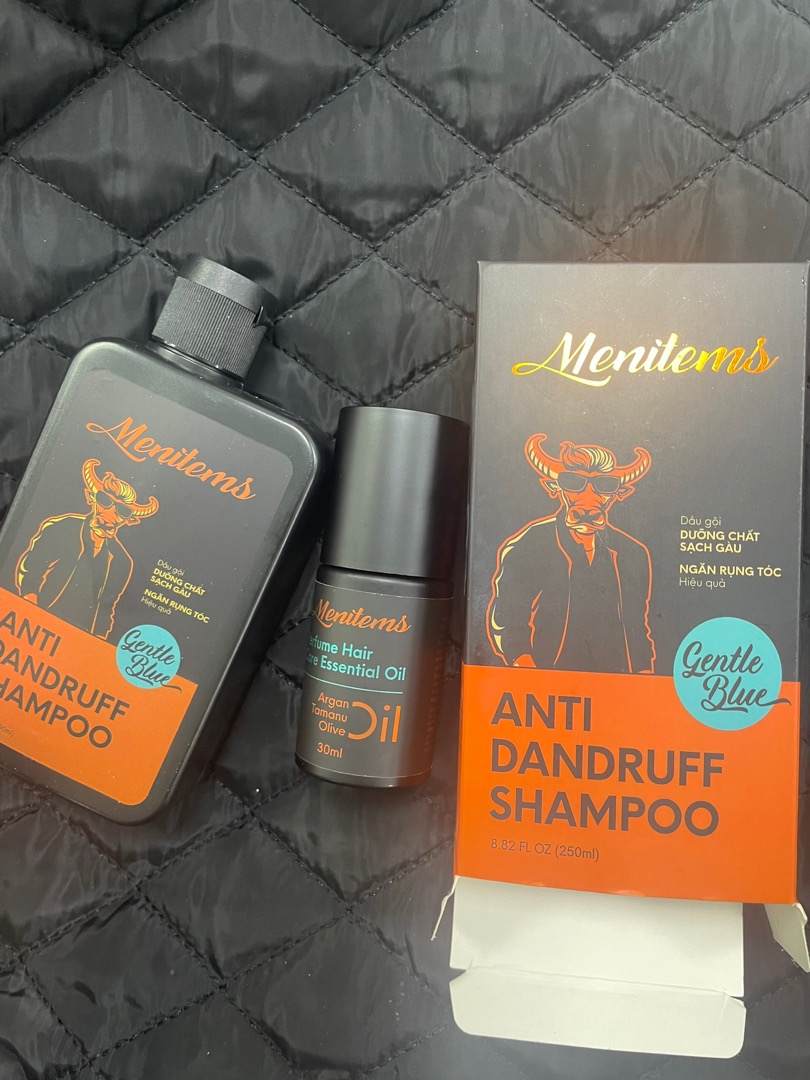 Menitems
Dầu gội
DƯỠNG CHẤT
SẠCH GÀU
NGĂN RỤNG TÓC
Hiệu quả
Gentle
Blue
ANTI
DANDRUFF
SHAMPOO
Menitems
Hair
Essential Oil
Argan
Tamanu
Olive
Oil
30ml
Menitems
Dầu gội
DƯỠNG CHẤT
SẠCH GÀU
NGĂN RỤNG TÓC
Hiệu quả
Gentle
Blue
ANTI
DANDRUFF
SHAMPOO
8.82 FL OZ (250ml)